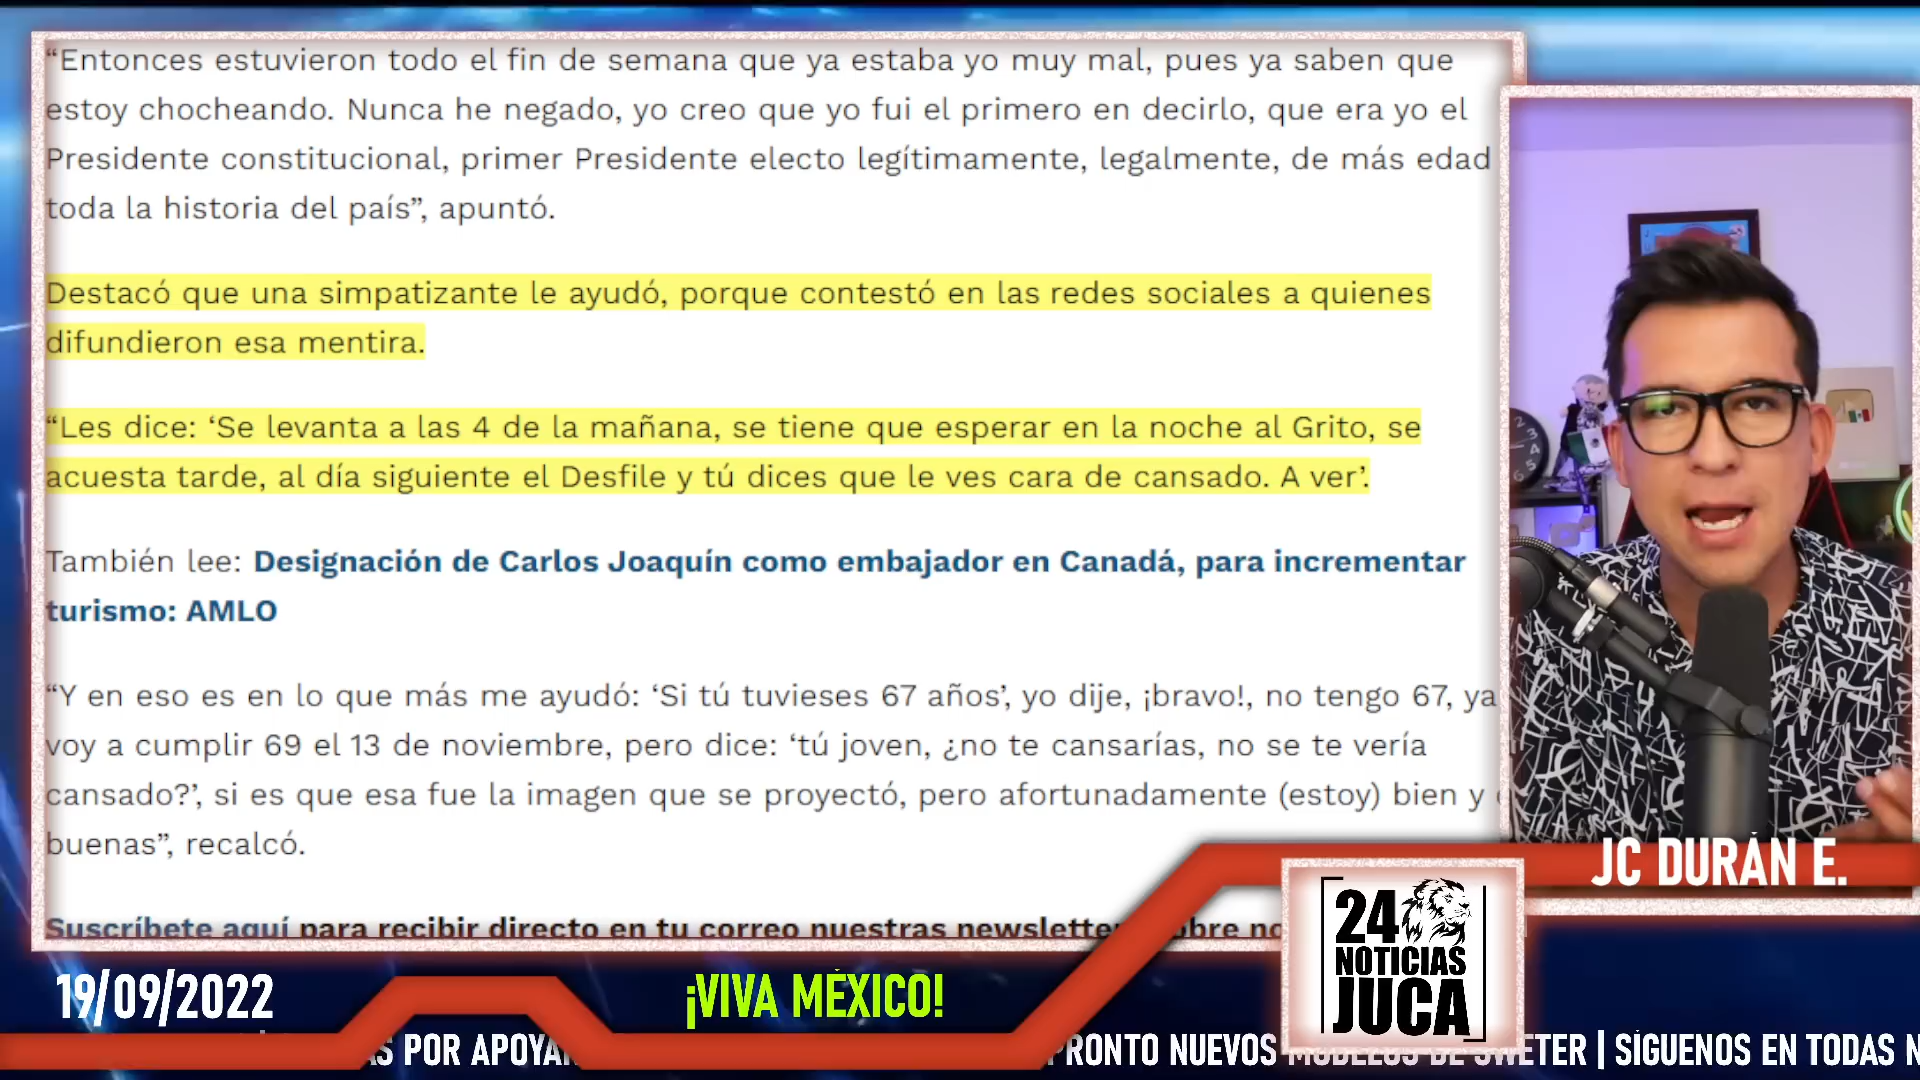 “Entonces estuvieron todo el fin de semana que ya estaba yo muy mal, pues ya saben que
estoy chocheando. Nunca he negado, yo creo que yo fui el primero en decirlo, que era yo el
Presidente constitucional, primer Presidente electo legítimamente, legalmente, de más edad
toda la historia del país”, apuntó.
Destacó que una simpatizante le ayudó, porque contestó en las redes sociales a quienes
difundieron esa mentira.
“Les dice: ‘Se levanta a las 4 de la mañana, se tiene que esperar en la noche al Grito, se
acuesta tarde, al día siguiente el Desfile y tú dices que le ves cara de cansado. A ver’.
También lee: Designación de Carlos Joaquín como embajador en Canadá, para incrementar
turismo: AMLO
“Y en eso es en lo que más me ayudó: ‘Si tú tuvieses 67 años’, yo dije, ¡bravo!, no tengo 67, ya
voy a cumplir 69 el 13 de noviembre, pero dice: ‘tú joven, ¿no te cansarías, no se te vería
cansado?’, si es que esa fue la imagen que se proyectó, pero afortunadamente (estoy) bien y
buenas”, recalcó.
Suscríbete aquí para recibir directo en tu correo nuestras
JC DURÁN E.
24
NOTICIAS
JUCA
19/09/2022
¡VIVA MÉXICO!
POR
PRONTO NUEVOS MODELOS DE SWETER | SÍGUENOS EN TODAS